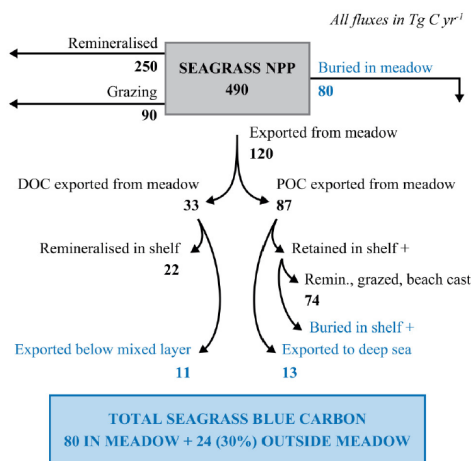 All fluxes in Tg C yr-1
Remineralised
250
SEAGRASS NPP
490
Buried in meadow
80
Grazing
90
Exported from meadow
120
DOC exported from meadow
33
POC exported from meadow
87
Remineralised in shelf
22
Retained in shelf +
Remin., grazed, beach cast
74
Buried in shelf +
Exported below mixed layer
11
Exported to deep sea
13
TOTAL SEAGRASS BLUE CARBON
80 IN MEADOW + 24 (30%) OUTSIDE MEADOW